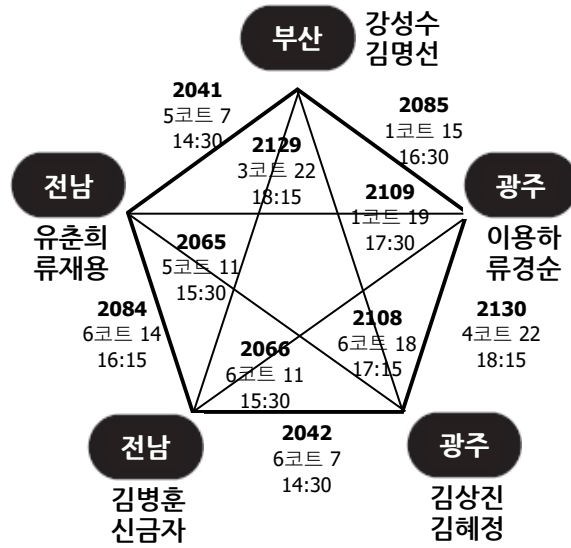 부산
강성수
김명선
2041
5코트 7
14:30
2085
1코트 15
16:30
2129
3코트 22
18:15
전남
유춘희
류재용
2109
1코트 19
17:30
광주
이용하
류경순
2065
5코트 11
15:30
2084
6코트 14
16:15
2066
6코트 11
15:30
2108
6코트 18
17:15
2130
4코트 22
18:15
전남
김병훈
신금자
2042
6코트 7
14:30
광주
김상진
김혜정